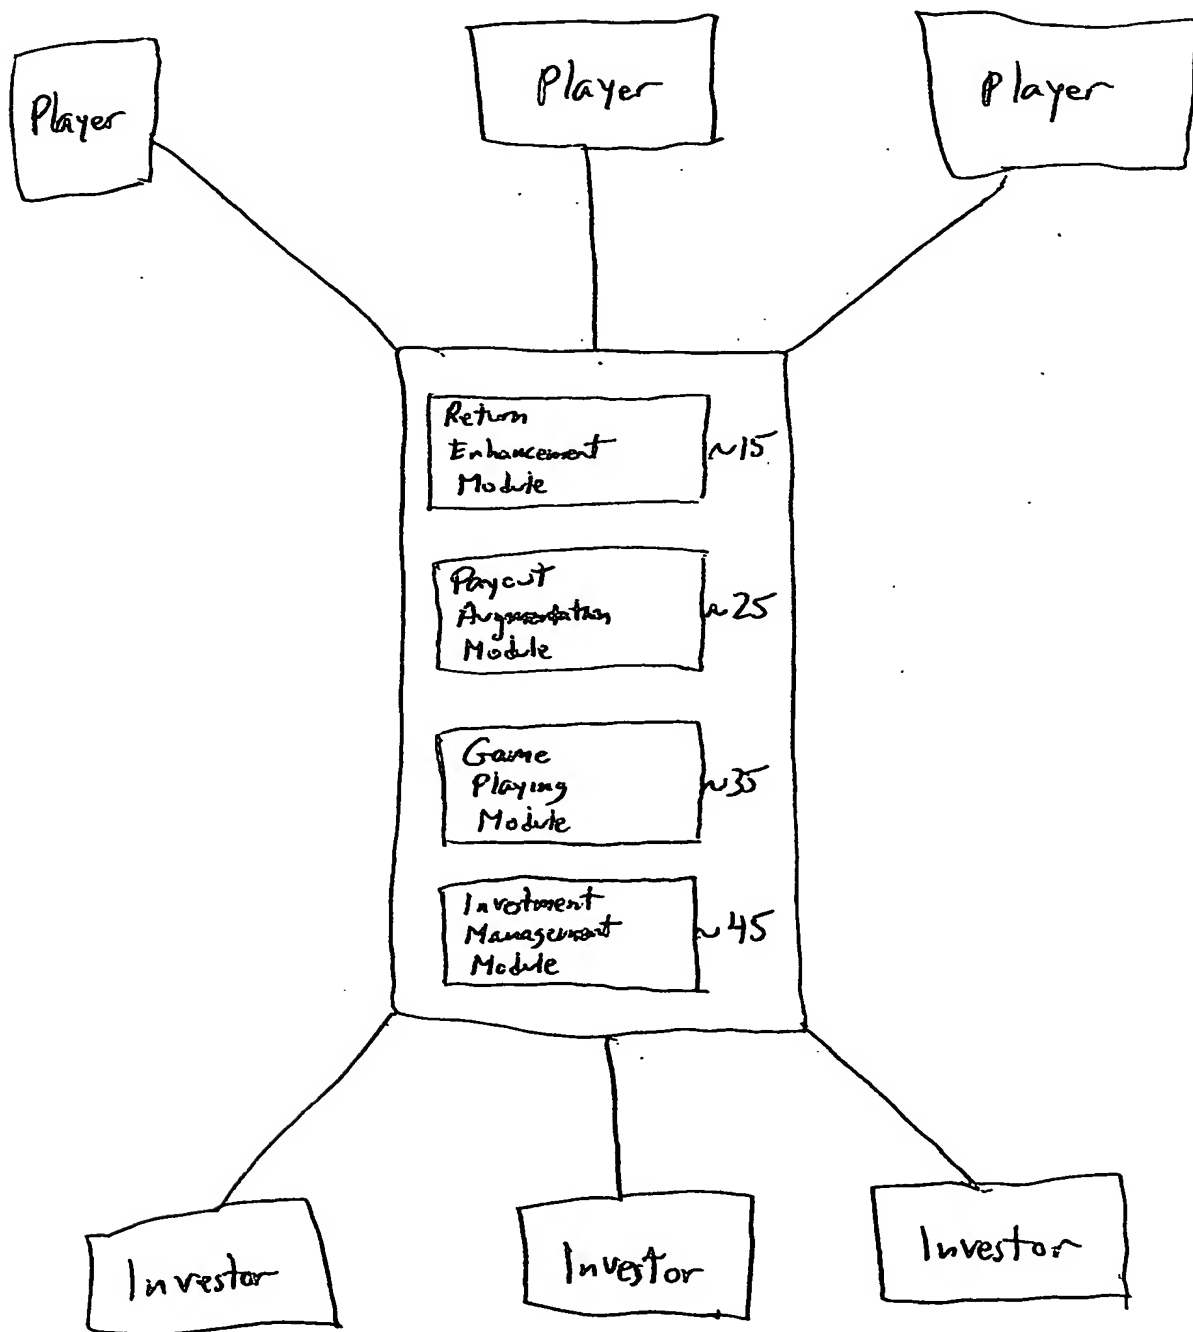 Player
Player
Player
Return
Enhancement
Module
~15
Payout
Augmentation
Module
~25
Game
Playing
Module
~35
Investment
Management
Module
~45
Investor
Investor
Investor